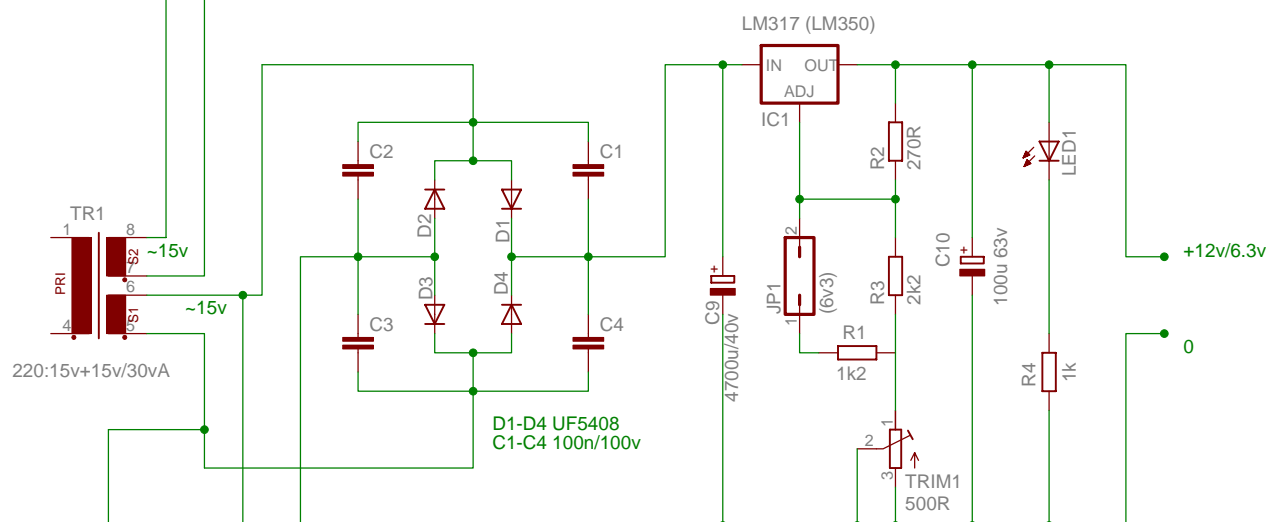 LM317 (LM350)
IN OUT
ADJ
IC1
C2
C1
R2
270R
LED1
D2
D1
TR1
1
8
S2
~15v
7
PRI
6
~15v
S1
4
5
220:15v+15v/30vA
D3
D4
C3
C4
D1-D4 UF5408
C1-C4 100n/100v
C9
4700u/40v
2
JP1
(6v3)
1
R3
2k2
R1
1k2
C10
100u 63v
+12v/6.3v
0
R4
1k
1
2
3
TRIM1
500R
+
+